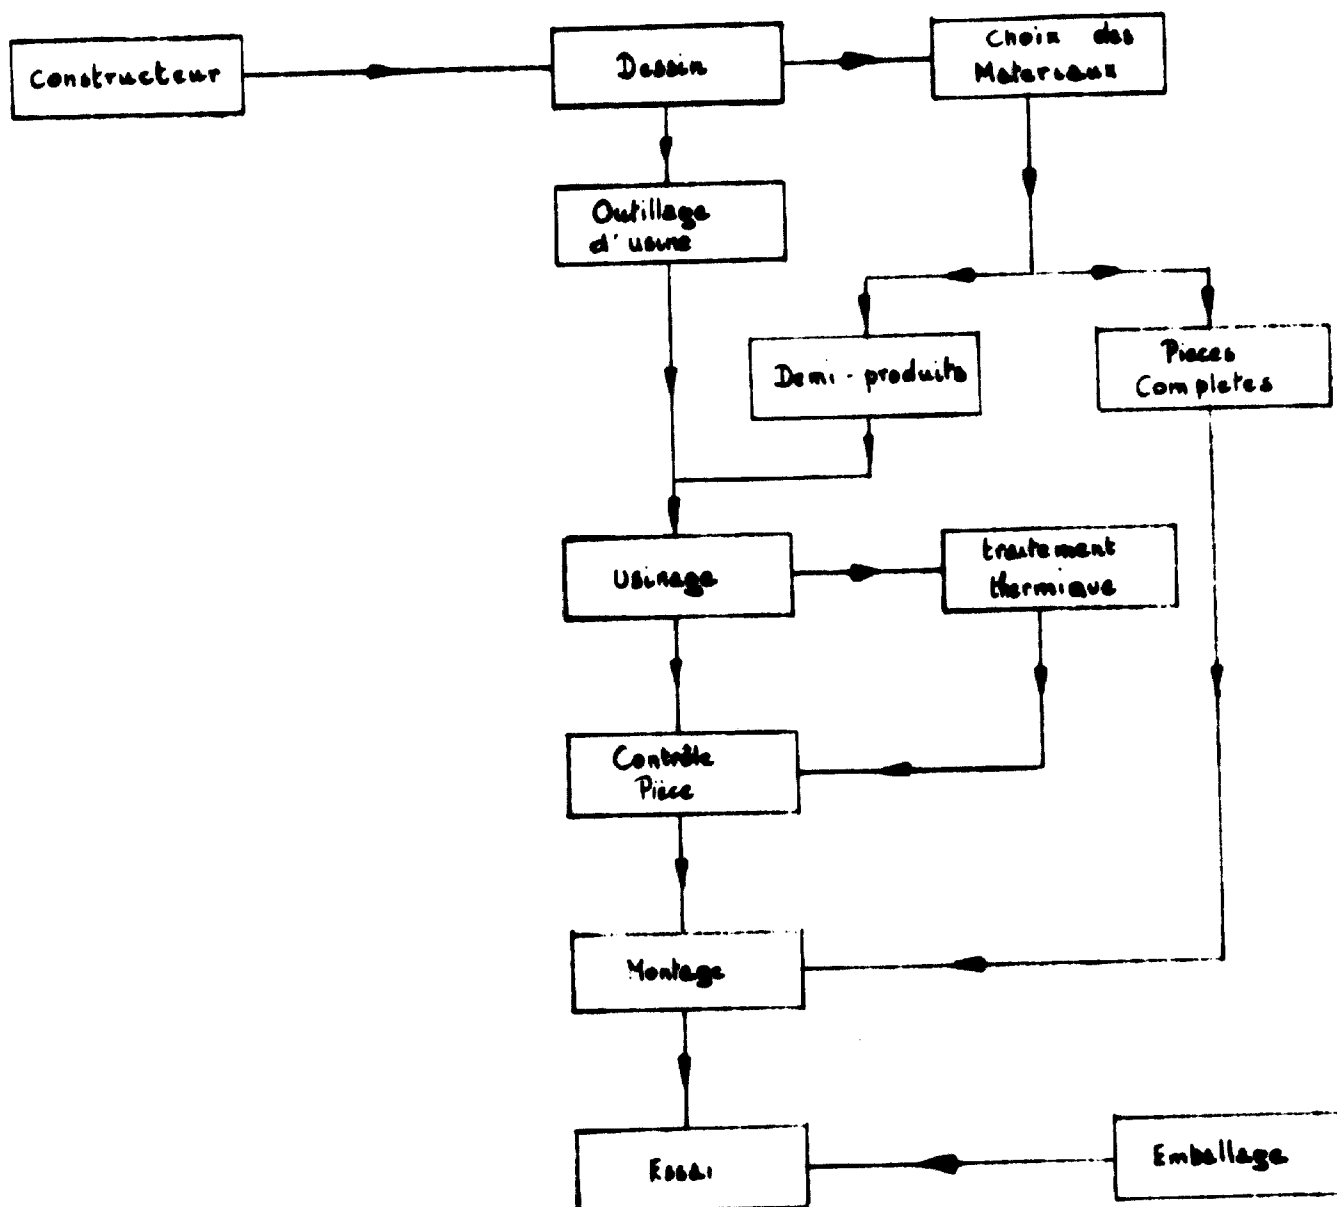 Constructeur
Dessin
Choix des
Materiaux
Outillage
d'usine
Demi-produits
Pieces
Completes
Usinage
traitement
thermique
Contrôle
Pièce
Montage
Essai
Emballage